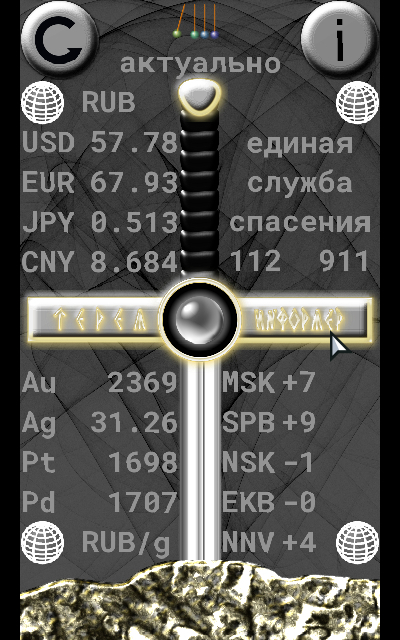 актуально
RUB
USD 57.78
EUR 67.93
JPY 0.513
CNY 8.684
единая
служба
спасения
112 911
ТЕРЕМ ИНФОРМЕР
Au 2369
Ag 31.26
Pt 1698
Pd 1707
RUB/g
MSK +7
SPB +9
NSK -1
EKB -0
NNV +4